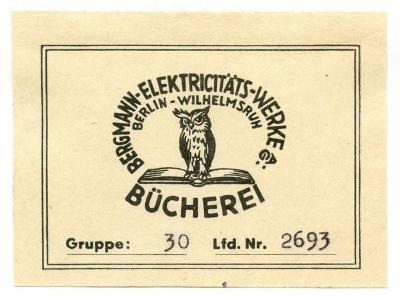 BERGMANN-ELEKTRICITÄTS-WERKE A.G.
BERLIN-WILHELMSRUH
BÜCHEREI
Gruppe: 30 Lfd. Nr. 2693